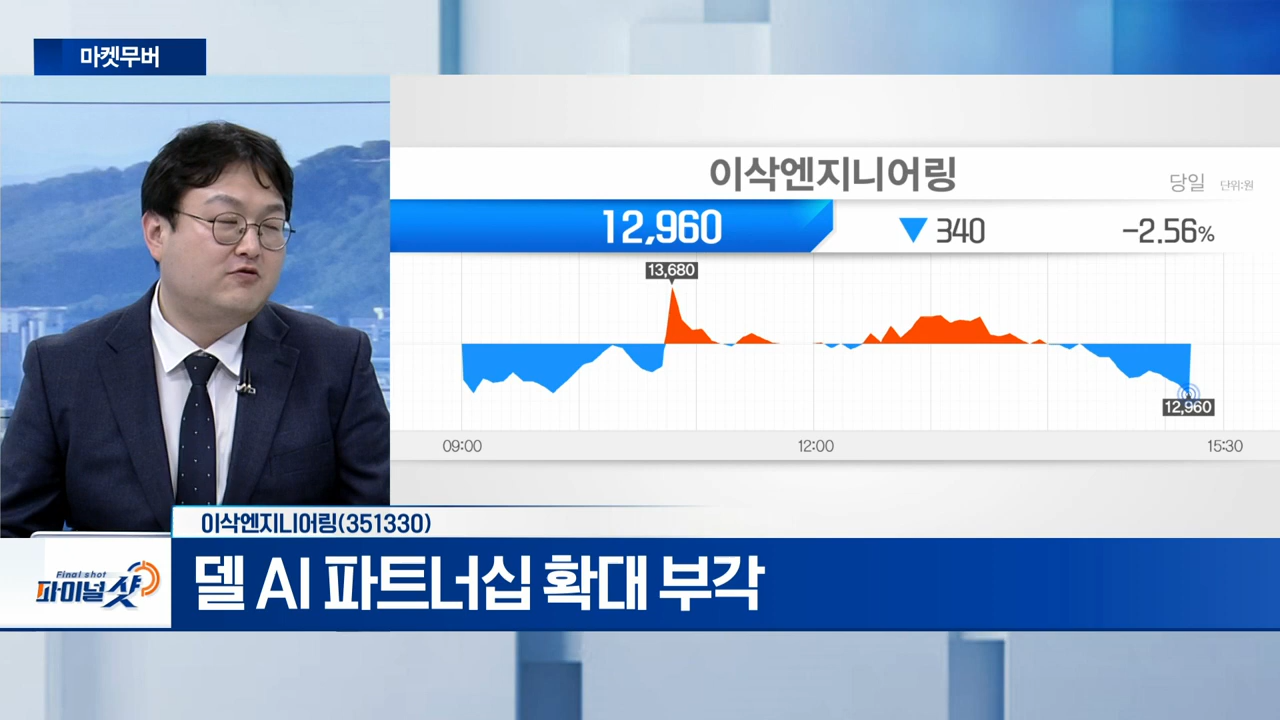 마켓무버
이삭엔지니어링
당일 단위:원
12,960 ▼ 340 -2.56%
13,680
12,960
09:00 12:00 15:30
이삭엔지니어링(351330)
Final shot
파이널샷
델 AI 파트너십 확대 부각